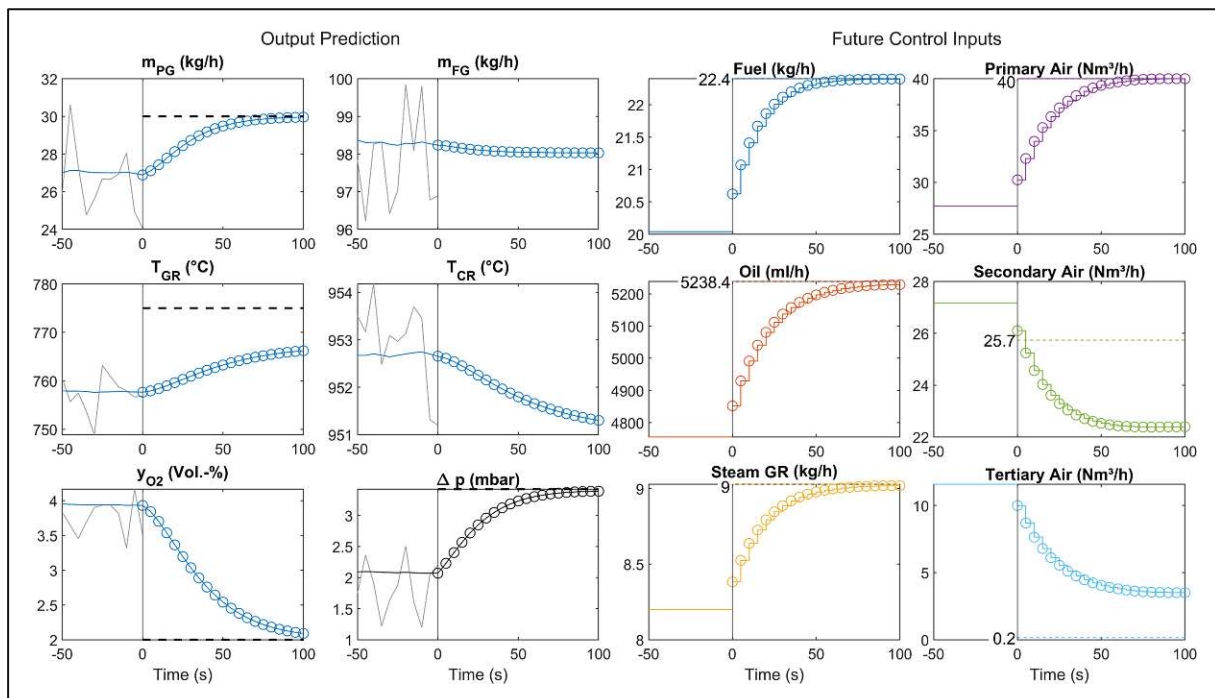 Output Prediction
Future Control Inputs
m_PG (kg/h)
32
30
28
26
24
-50 0 50 100
m_FG (kg/h)
100
99
98
97
96
-50 0 50 100
Fuel (kg/h)
22.4
22
21.5
21
20.5
20
-50 0 50 100
Primary Air (Nm³/h)
40
40
35
30
25
-50 0 50 100
T_GR (°C)
780
770
760
750
-50 0 50 100
T_CR (°C)
954
953
952
951
-50 0 50 100
Oil (ml/h)
5238.4
5200
5100
5000
4900
4800
-50 0 50 100
Secondary Air (Nm³/h)
28
26
25.7
24
22
-50 0 50 100
y_O2 (Vol.-%)
4
3.5
3
2.5
2
-50 0 50 100
Time (s)
Δ p (mbar)
3
2.5
2
1.5
1
-50 0 50 100
Time (s)
Steam GR (kg/h)
9
9
8.5
8
-50 0 50 100
Time (s)
Tertiary Air (Nm³/h)
10
5
0
0.2
-50 0 50 100
Time (s)